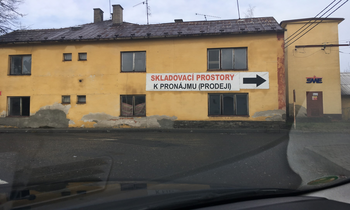 SKLADOVACÍ PROSTORY
K PRONÁJMU (PRODEJI)